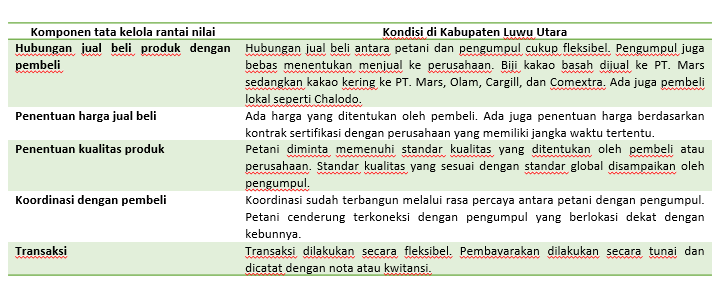 Komponen tata kelola rantai nilai Kondisi di Kabupaten Luwu Utara
Hubungan jual beli produk dengan pembeli
Hubungan jual beli antara petani dan pengumpul cukup fleksibel. Pengumpul juga
bebas menentukan menjual ke perusahaan. Biji kakao basah dijual ke PT. Mars
sedangkan kakao kering ke PT. Mars, Olam, Cargill, dan Comextra. Ada juga pembeli
lokal seperti Chalodo.
Penentuan harga jual beli
Ada harga yang ditentukan oleh pembeli. Ada juga penentuan harga berdasarkan
kontrak sertifikasi dengan perusahaan yang memiliki jangka waktu tertentu.
Penentuan kualitas produk
Petani diminta memenuhi standar kualitas yang ditentukan oleh pembeli atau
perusahaan. Standar kualitas yang sesuai dengan standar global disampaikan oleh
pengumpul.
Koordinasi dengan pembeli
Koordinasi sudah terbangun melalui rasa percaya antara petani dengan pengumpul.
Petani cenderung terkoneksi dengan pengumpul yang berlokasi dekat dengan
kebunnya.
Transaksi
Transaksi dilakukan secara fleksibel. Pembayarakan dilakukan secara tunai dan
dicatat dengan nota atau kwitansi.